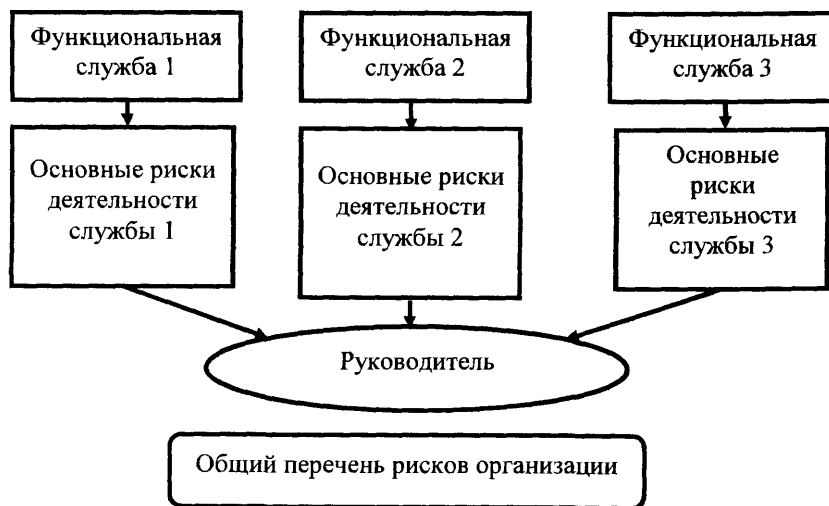 Функциональная
служба 1
Функциональная
служба 2
Функциональная
служба 3
Основные риски
деятельности
службы 1
Основные риски
деятельности
службы 2
Основные
риски
деятельности
службы 3
Руководитель
Общий перечень рисков организации